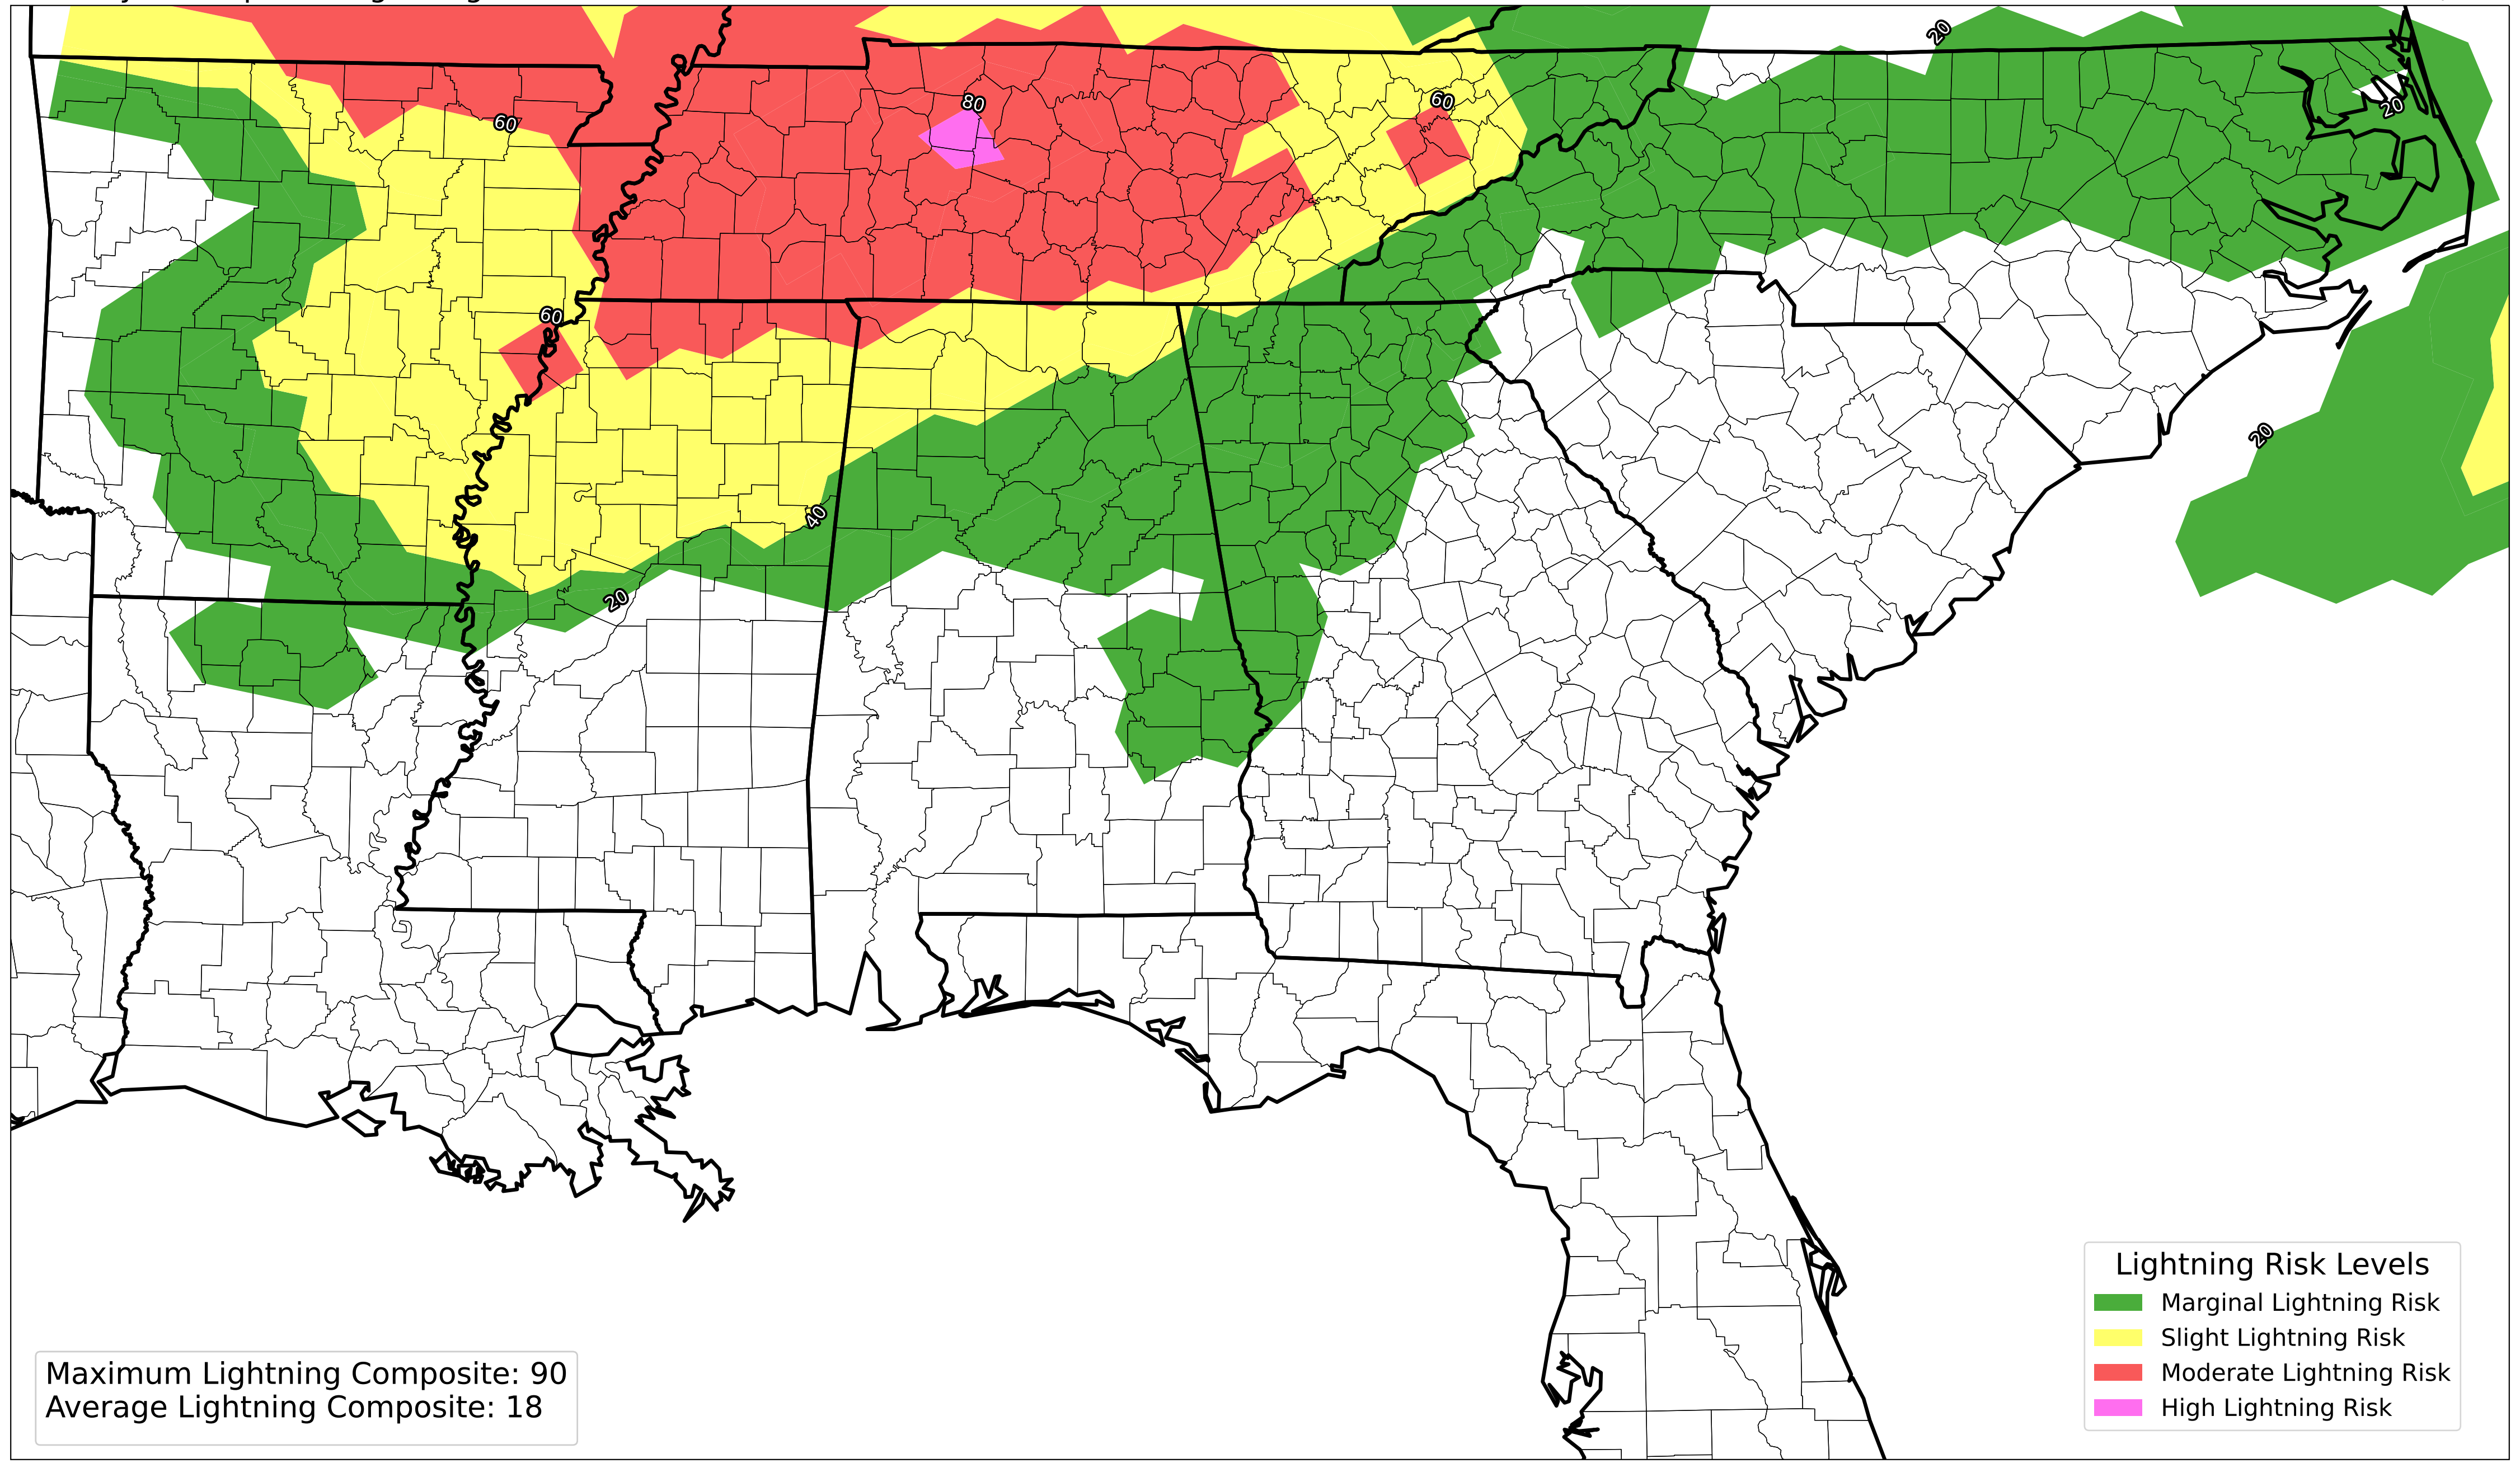 20
80
60
20
60
60
20
40
20
Lightning Risk Levels
Marginal Lightning Risk
Slight Lightning Risk
Moderate Lightning Risk
High Lightning Risk
Maximum Lightning Composite: 90
Average Lightning Composite: 18